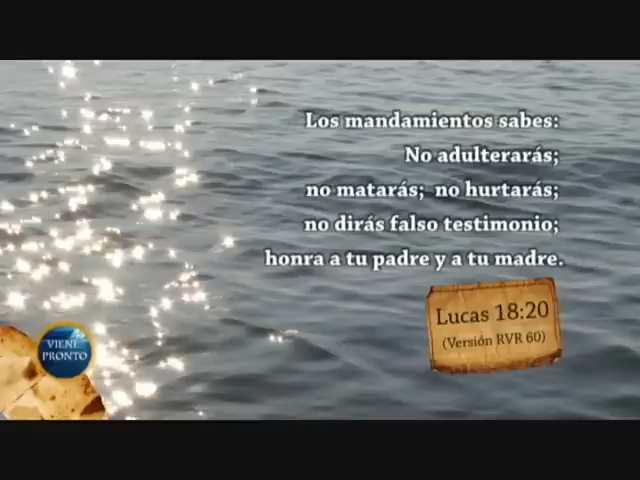 Los mandamientos sabes:
No adulterarás;
no matarás; no hurtarás;
no dirás falso testimonio;
honra a tu padre y a tu madre.
Lucas 18:20
(Versión RVR 60)
VIENE
PRONTO